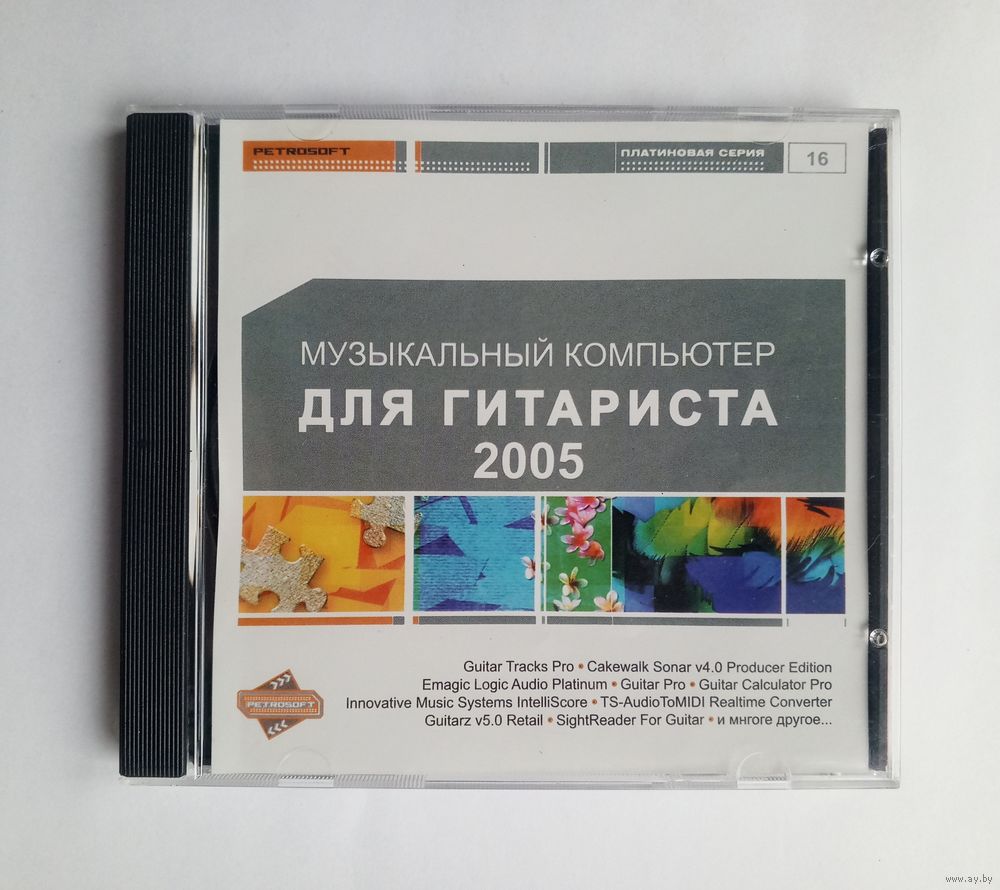 PETROSOFT
ПЛАТИНОВАЯ СЕРИЯ
16
МУЗЫКАЛЬНЫЙ КОМПЬЮТЕР
ДЛЯ ГИТАРИСТА
2005
Guitar Tracks Pro • Cakewalk Sonar v4.0 Producer Edition
Emagic Logic Audio Platinum • Guitar Pro • Guitar Calculator Pro
Innovative Music Systems IntelliScore • TS-AudioToMIDI Realtime Converter
Guitarz v5.0 Retail • SightReader For Guitar • и мнгоге другое...
PETROSOFT
www.ay.by